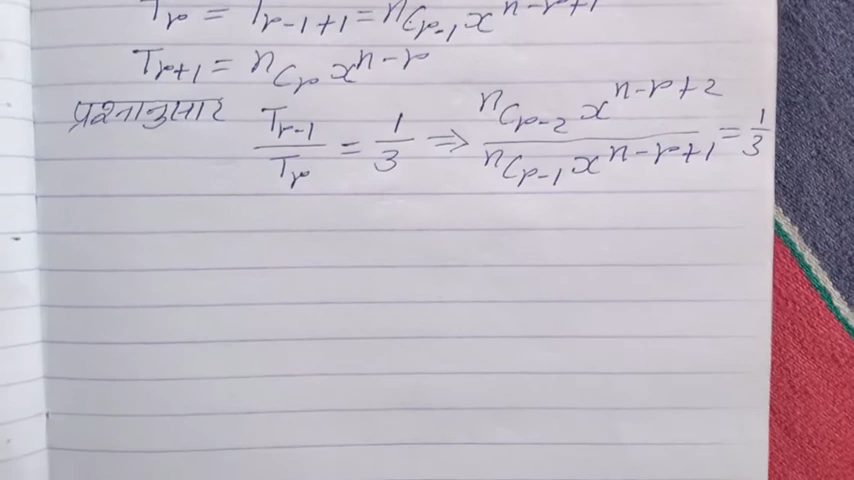 T_r = T_{r-1+1} = ⁿC_{r-1} x^{n-r+1}
T_{r+1} = ⁿC_r x^{n-r}
प्रश्नानुसार T_{r-1}/T_r = 1/3 ⇒ ⁿC_{r-2} x^{n-r+2} / ⁿC_{r-1} x^{n-r+1} = 1/3